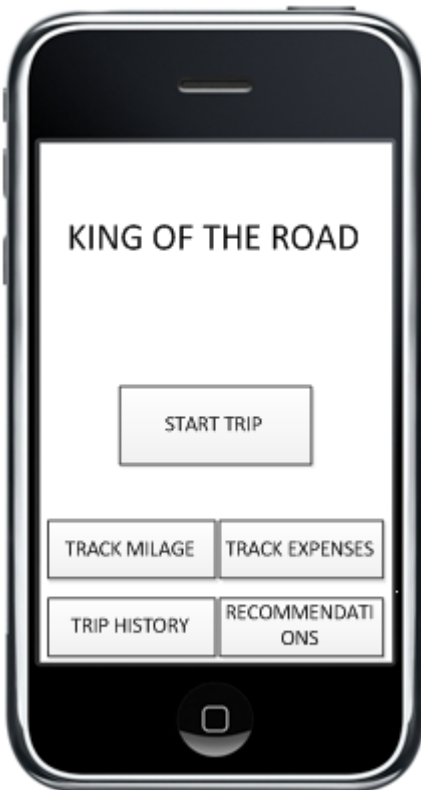 KING OF THE ROAD
START TRIP
TRACK MILAGE
TRACK EXPENSES
TRIP HISTORY
RECOMMENDATI
ONS